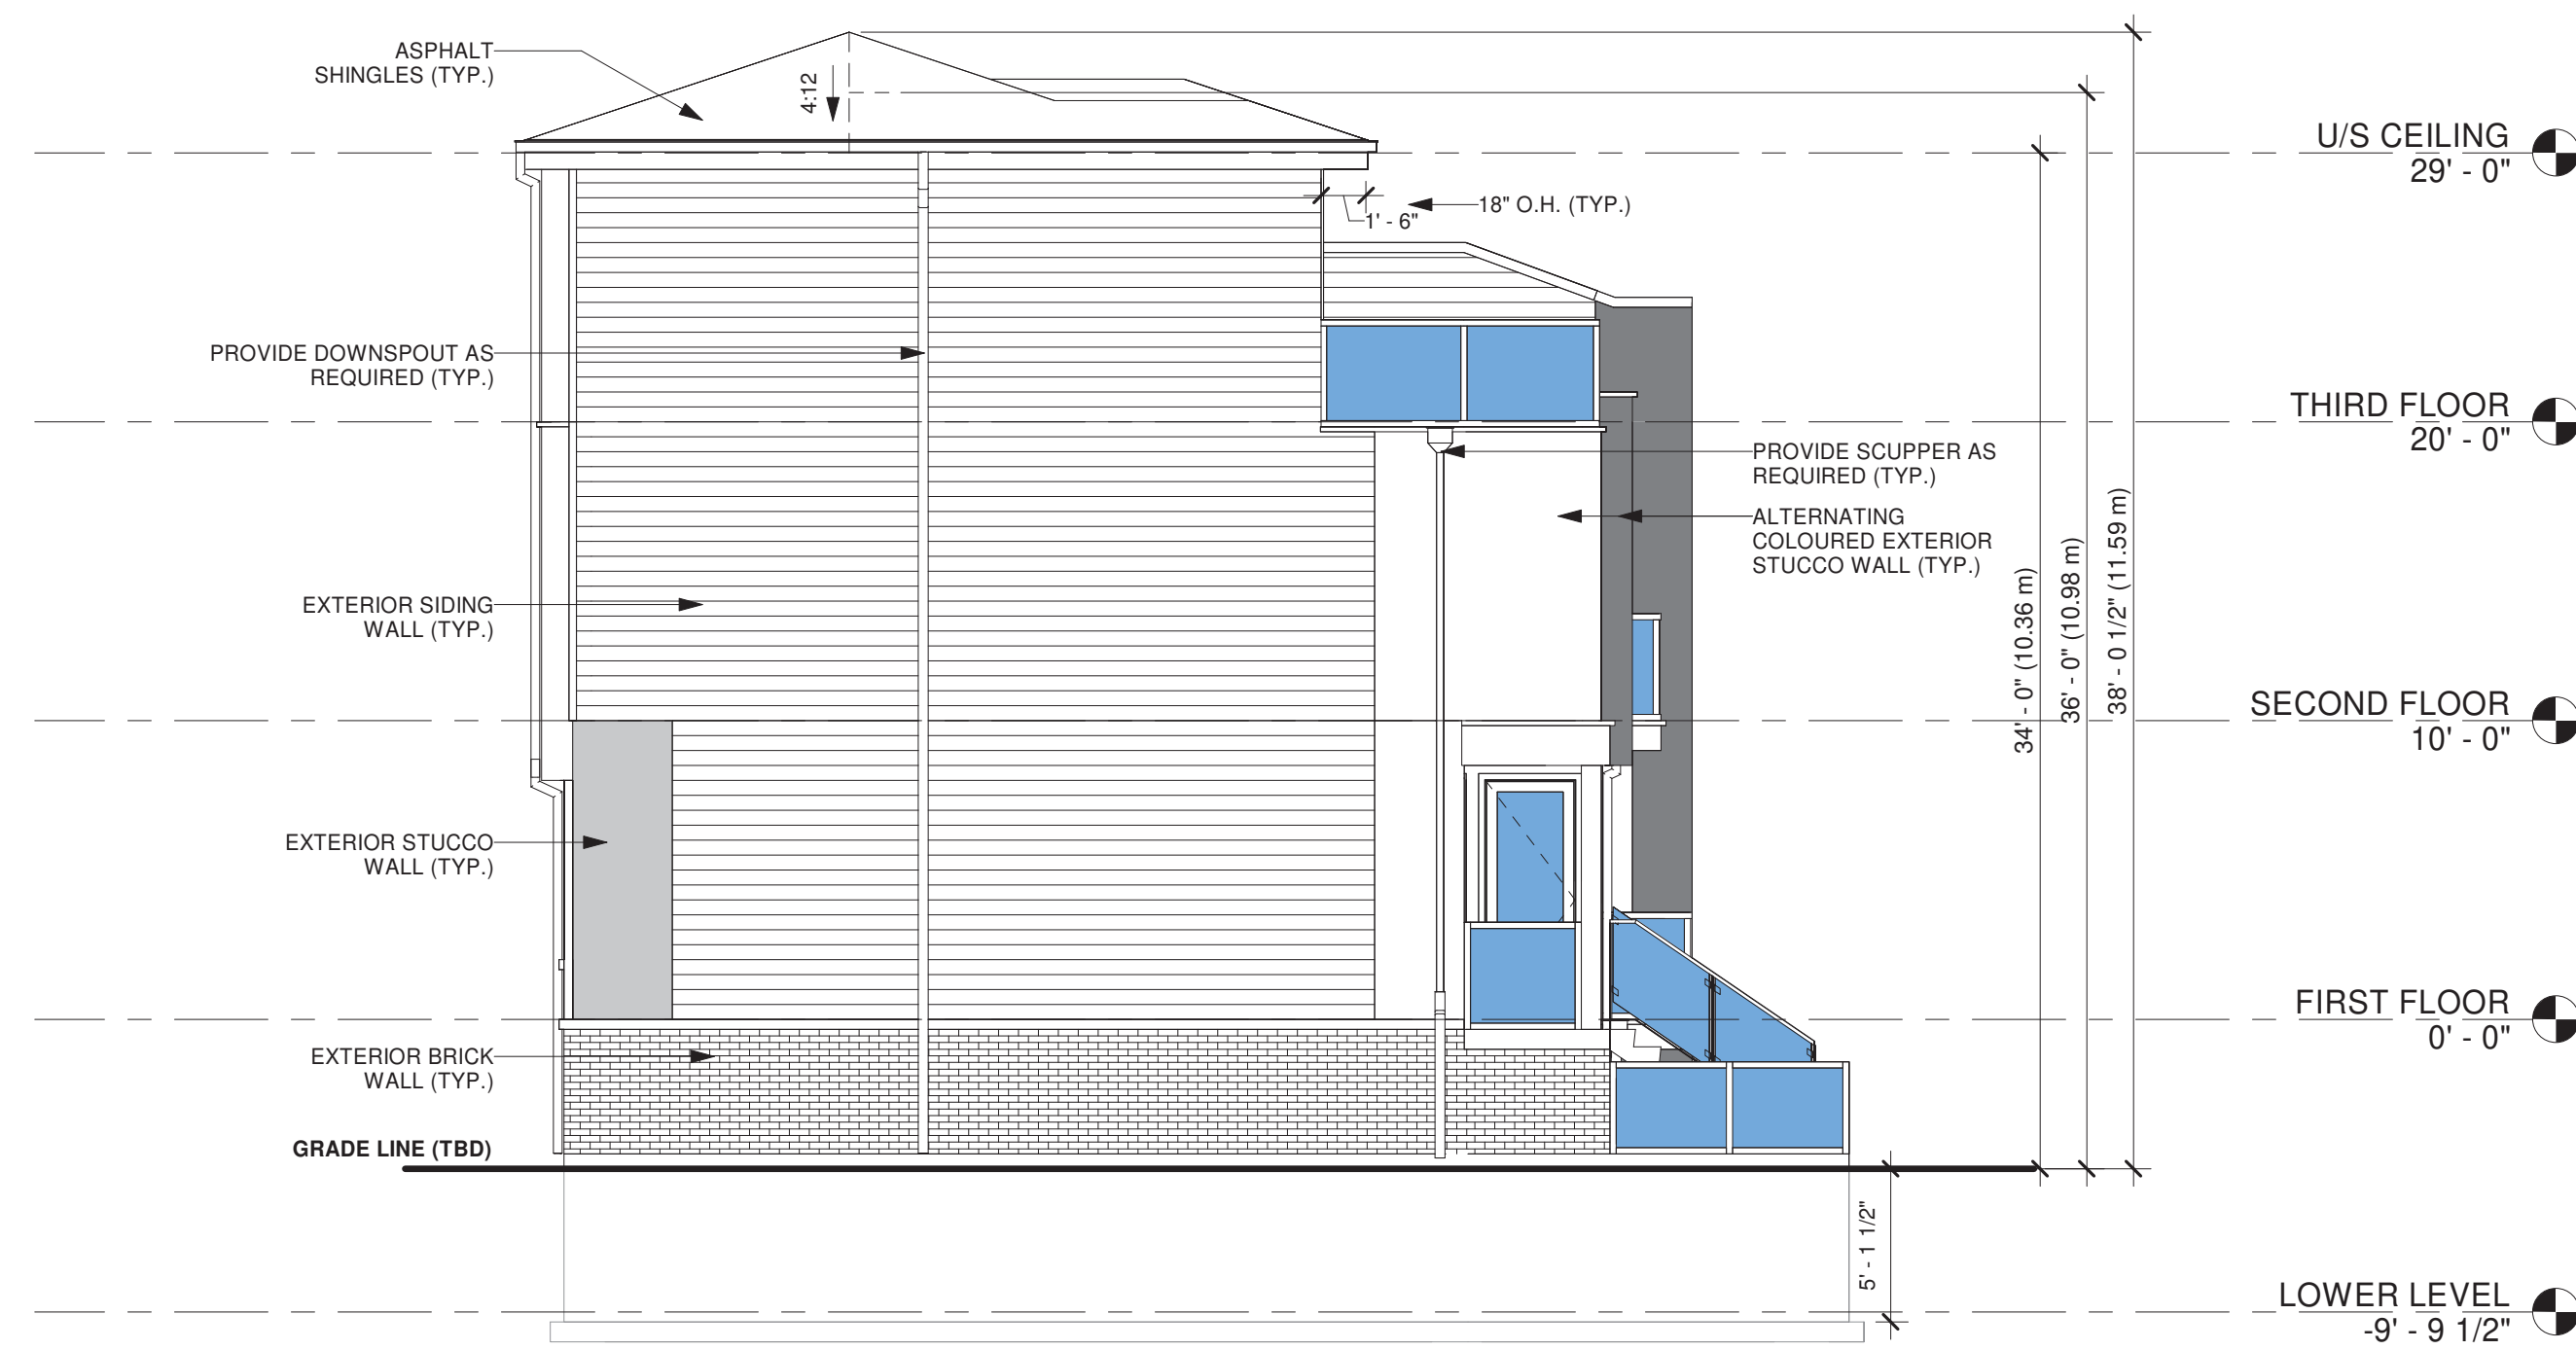 ASPHALT
SHINGLES (TYP.)
4:12
U/S CEILING
29' - 0"
1' - 6"
18" O.H. (TYP.)
PROVIDE DOWNSPOUT AS
REQUIRED (TYP.)
THIRD FLOOR
20' - 0"
PROVIDE SCUPPER AS
REQUIRED (TYP.)
ALTERNATING
COLOURED EXTERIOR
STUCCO WALL (TYP.)
34' - 0" (10.36 m)
36' - 0" (10.98 m)
38' - 0 1/2" (11.59 m)
EXTERIOR SIDING
WALL (TYP.)
SECOND FLOOR
10' - 0"
EXTERIOR STUCCO
WALL (TYP.)
FIRST FLOOR
0' - 0"
EXTERIOR BRICK
WALL (TYP.)
GRADE LINE (TBD)
5' - 1 1/2"
LOWER LEVEL
-9' - 9 1/2"